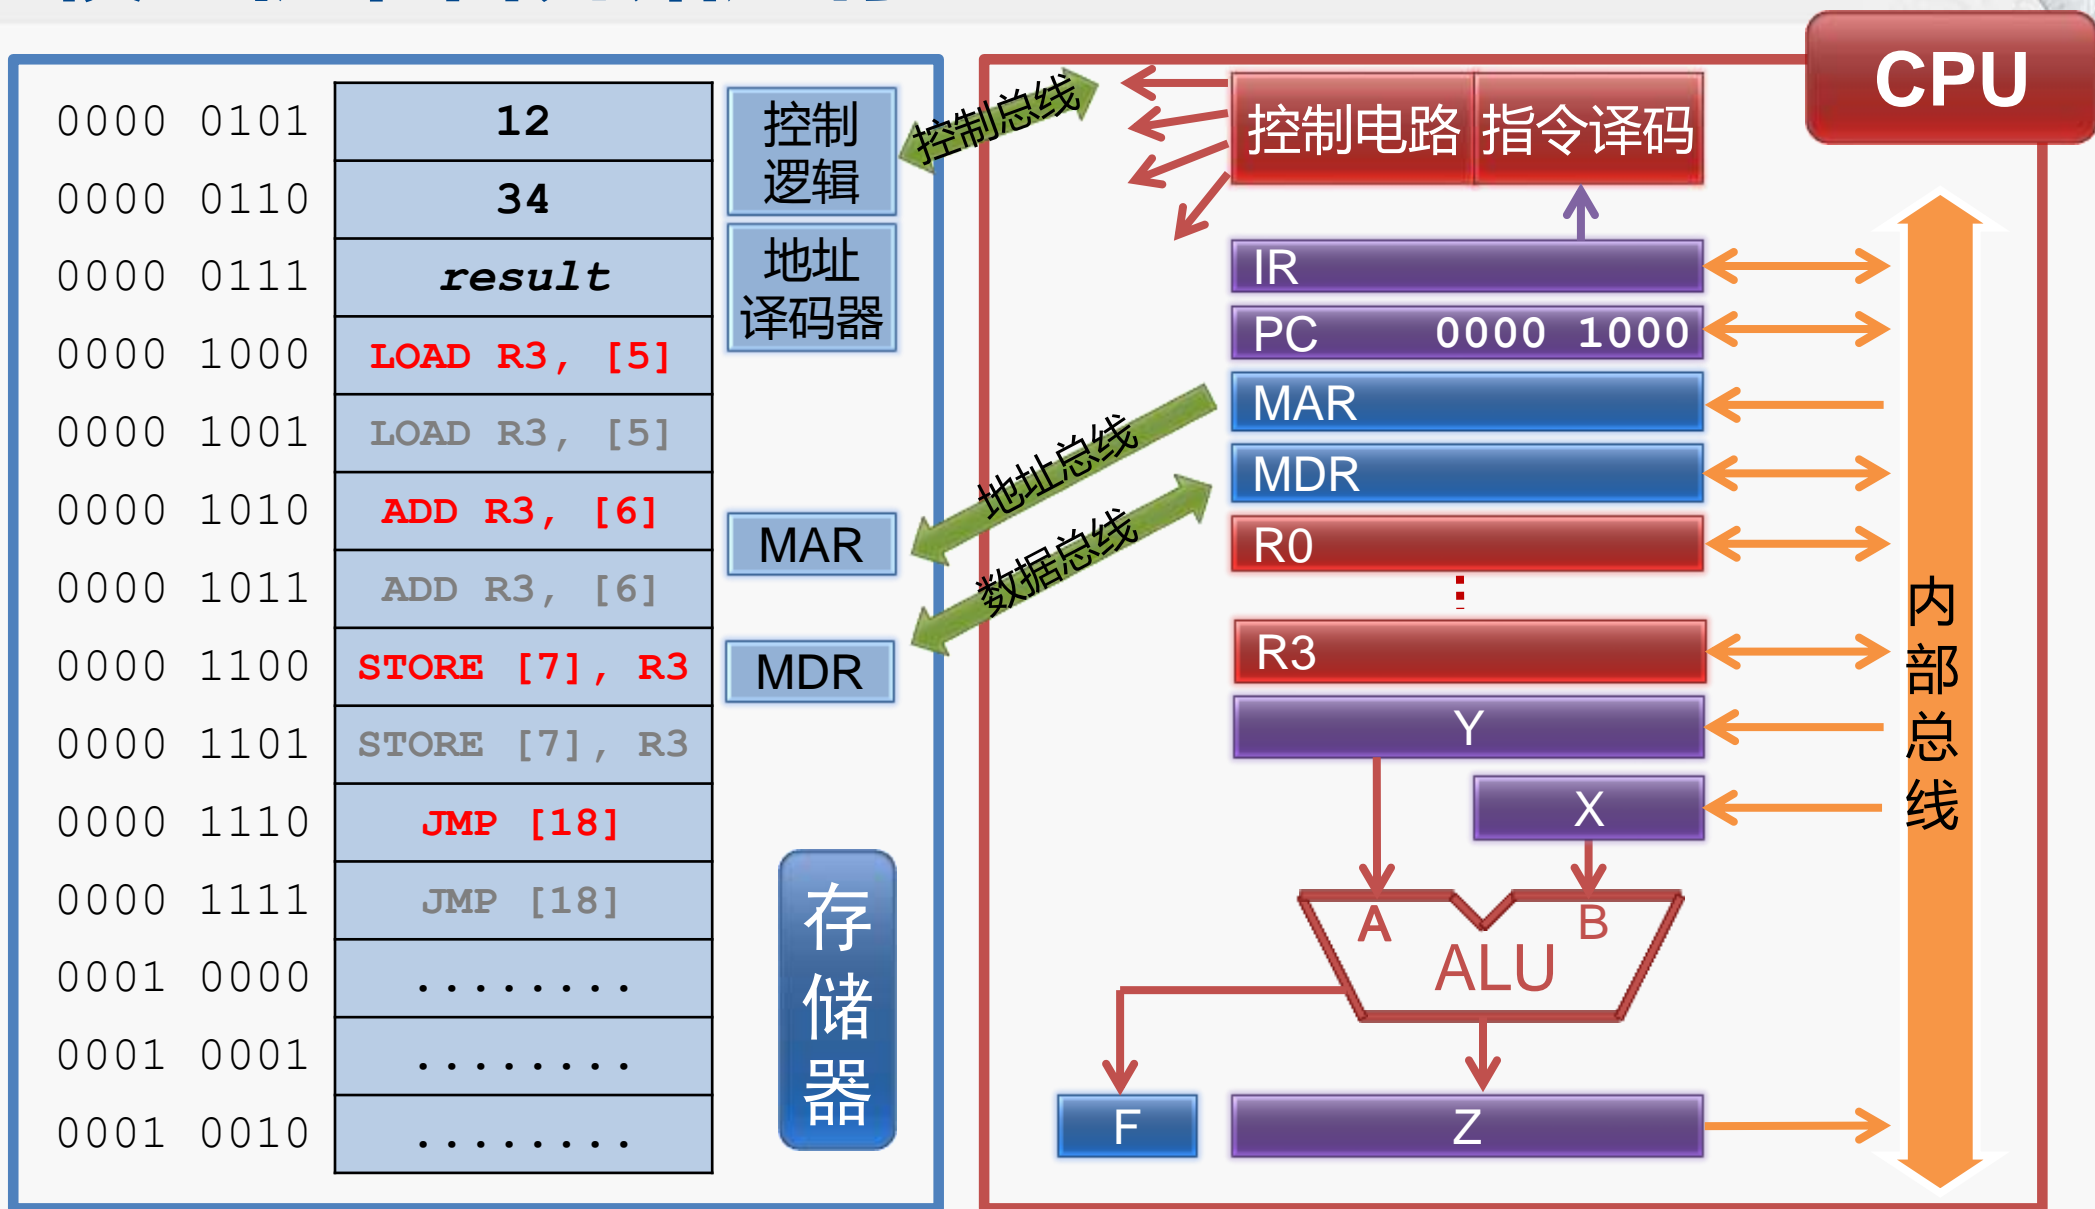 CPU
0000 0101 12
0000 0110 34
0000 0111 result
0000 1000 LOAD R3, [5]
0000 1001 LOAD R3, [5]
0000 1010 ADD R3, [6]
0000 1011 ADD R3, [6]
0000 1100 STORE [7], R3
0000 1101 STORE [7], R3
0000 1110 JMP [18]
0000 1111 JMP [18]
0001 0000 ........
0001 0001 ........
0001 0010 ........
控制
逻辑
地址
译码器
MAR
MDR
存
储
器
控制总线
地址总线
数据总线
控制电路 指令译码
IR
PC 0000 1000
MAR
MDR
R0
R3
Y
X
A B
ALU
F Z
内
部
总
线